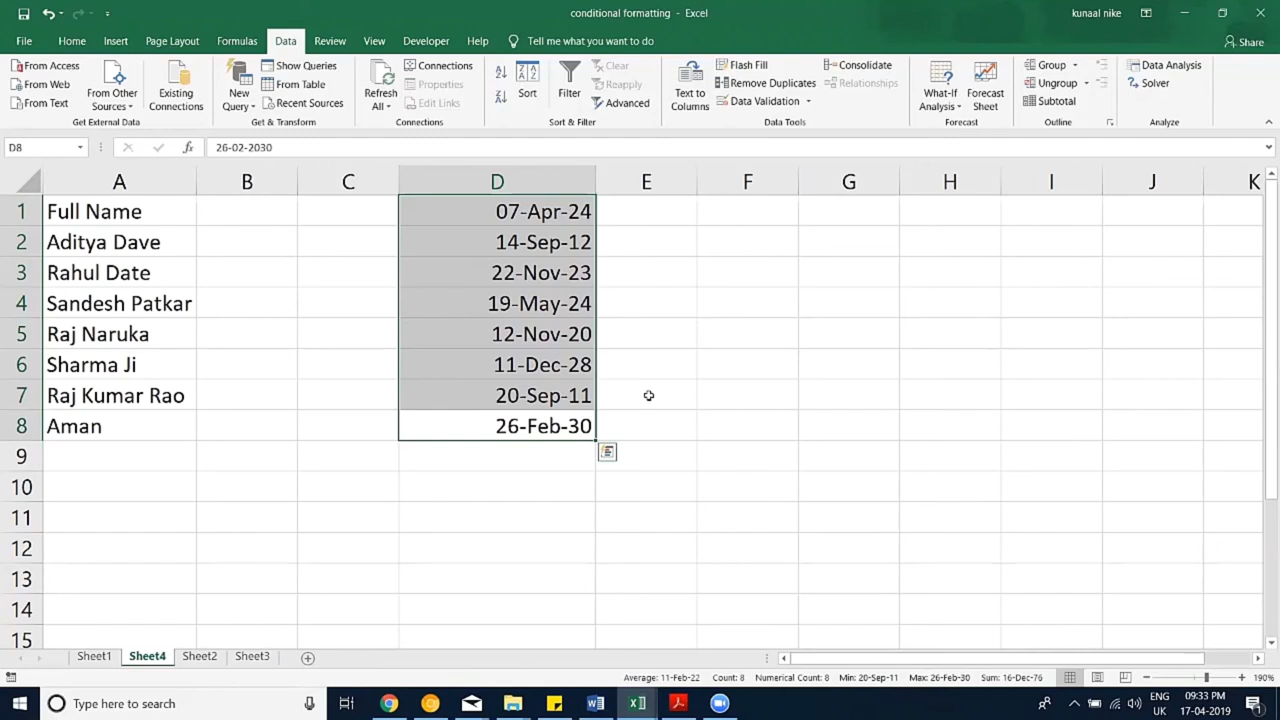 conditional formatting - Excel
kunaal nike
File Home Insert Page Layout Formulas Data Review View Developer Help Tell me what you want to do Share
From Access
From Web
From Text
From Other Sources
Existing Connections
Get External Data
New Query
Show Queries
From Table
Recent Sources
Get & Transform
Refresh All
Connections
Properties
Edit Links
Connections
Sort
Filter
Clear
Reapply
Advanced
Sort & Filter
Text to Columns
Flash Fill
Remove Duplicates
Data Validation
Consolidate
Relationships
Data Tools
What-If Analysis
Forecast Sheet
Forecast
Group
Ungroup
Subtotal
Outline
Data Analysis
Solver
Analyze
D8 fx 26-02-2030
A B C D E F G H I J K
1 Full Name 07-Apr-24
2 Aditya Dave 14-Sep-12
3 Rahul Date 22-Nov-23
4 Sandesh Patkar 19-May-24
5 Raj Naruka 12-Nov-20
6 Sharma Ji 11-Dec-28
7 Raj Kumar Rao 20-Sep-11
8 Aman 26-Feb-30
9
10
11
12
13
14
15
Sheet1 Sheet4 Sheet2 Sheet3
Average: 11-Feb-22 Count: 8 Numerical Count: 8 Min: 20-Sep-11 Max: 26-Feb-30 Sum: 16-Dec-76 190%
Type here to search
ENG
UK
09:33 PM
17-04-2019